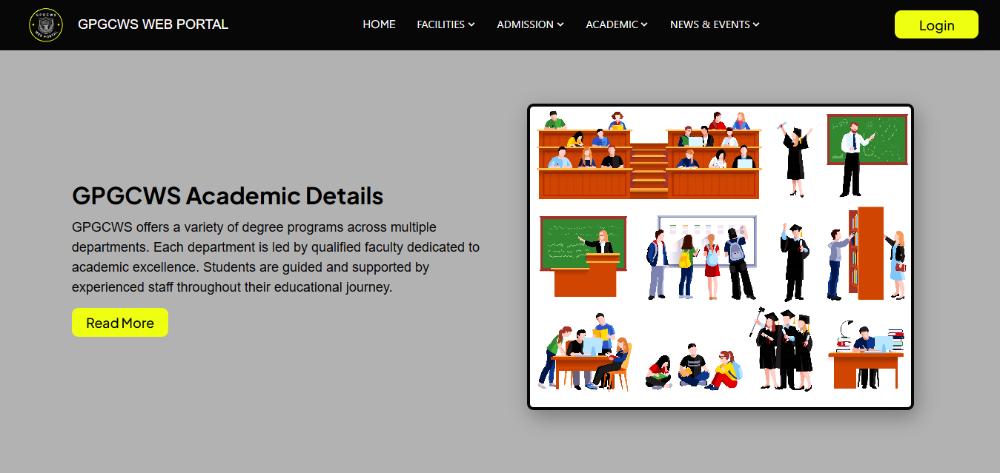 GPGCWS
WEB PORTAL
GPGCWS WEB PORTAL
HOME
FACILITIES
ADMISSION
ACADEMIC
NEWS & EVENTS
Login
GPGCWS Academic Details
GPGCWS offers a variety of degree programs across multiple
departments. Each department is led by qualified faculty dedicated to
academic excellence. Students are guided and supported by
experienced staff throughout their educational journey.
Read More